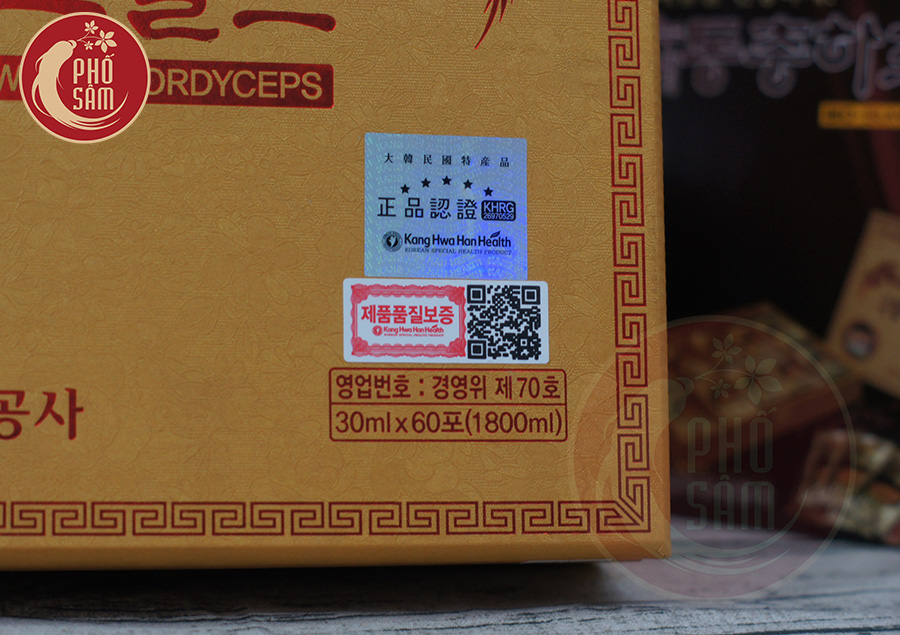 PHỐ
SÂM
ORDYCEPS
大韓民國特産品
正品認證 KHRG
26970529
Kang Hwa Han Health
KOREAN SPECIAL HEALTH PRODUCT
제품품질보증
Kang Hwa Han Health
공사
영업번호 : 경영위 제70호
30ml x 60포(1800ml)
PHỐ
SÂM